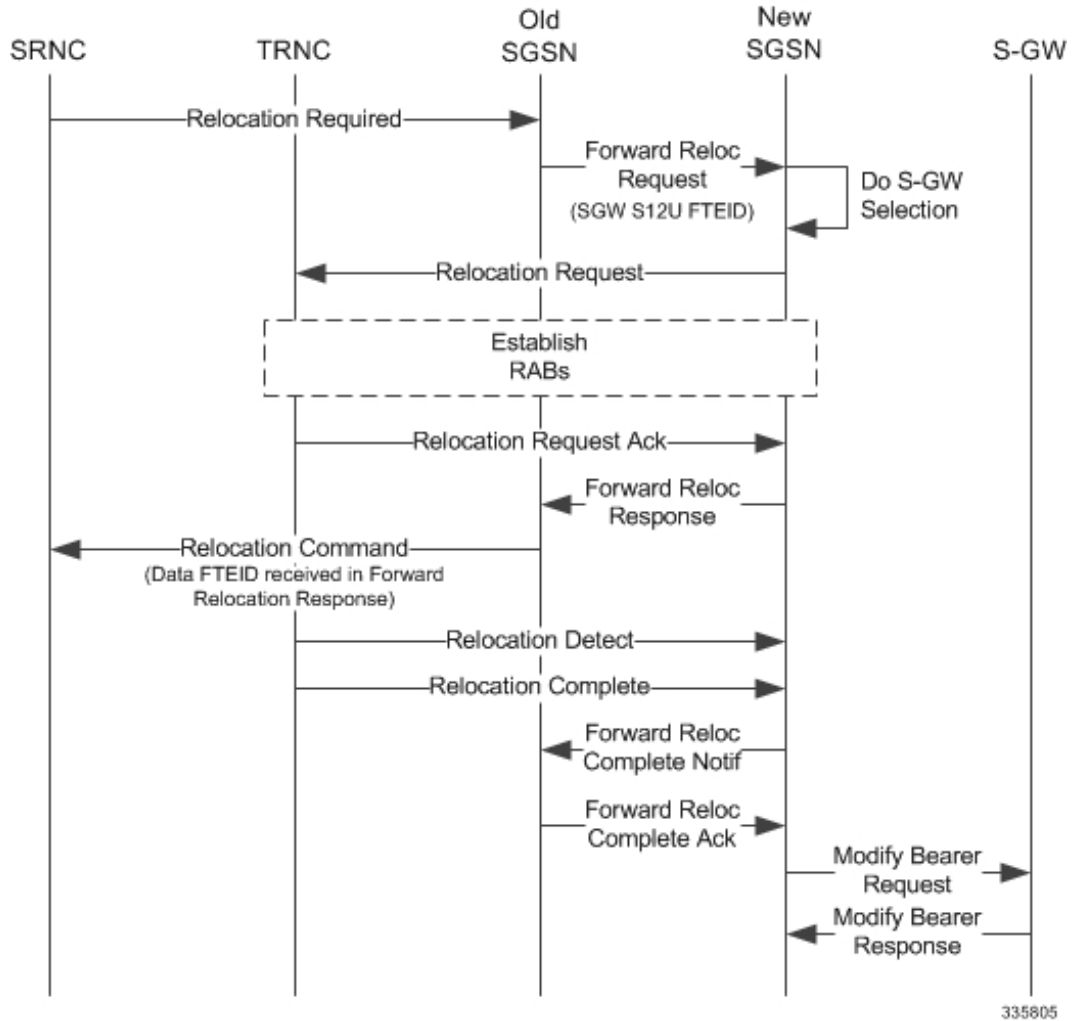 SRNC
TRNC
Old
SGSN
New
SGSN
S-GW
Relocation Required
Forward Reloc
Request
(SGW S12U FTEID)
Do S-GW
Selection
Relocation Request
Establish
RABs
Relocation Request Ack
Forward Reloc
Response
Relocation Command
(Data FTEID received in Forward
Relocation Response)
Relocation Detect
Relocation Complete
Forward Reloc
Complete Notif
Forward Reloc
Complete Ack
Modify Bearer
Request
Modify Bearer
Response
335805